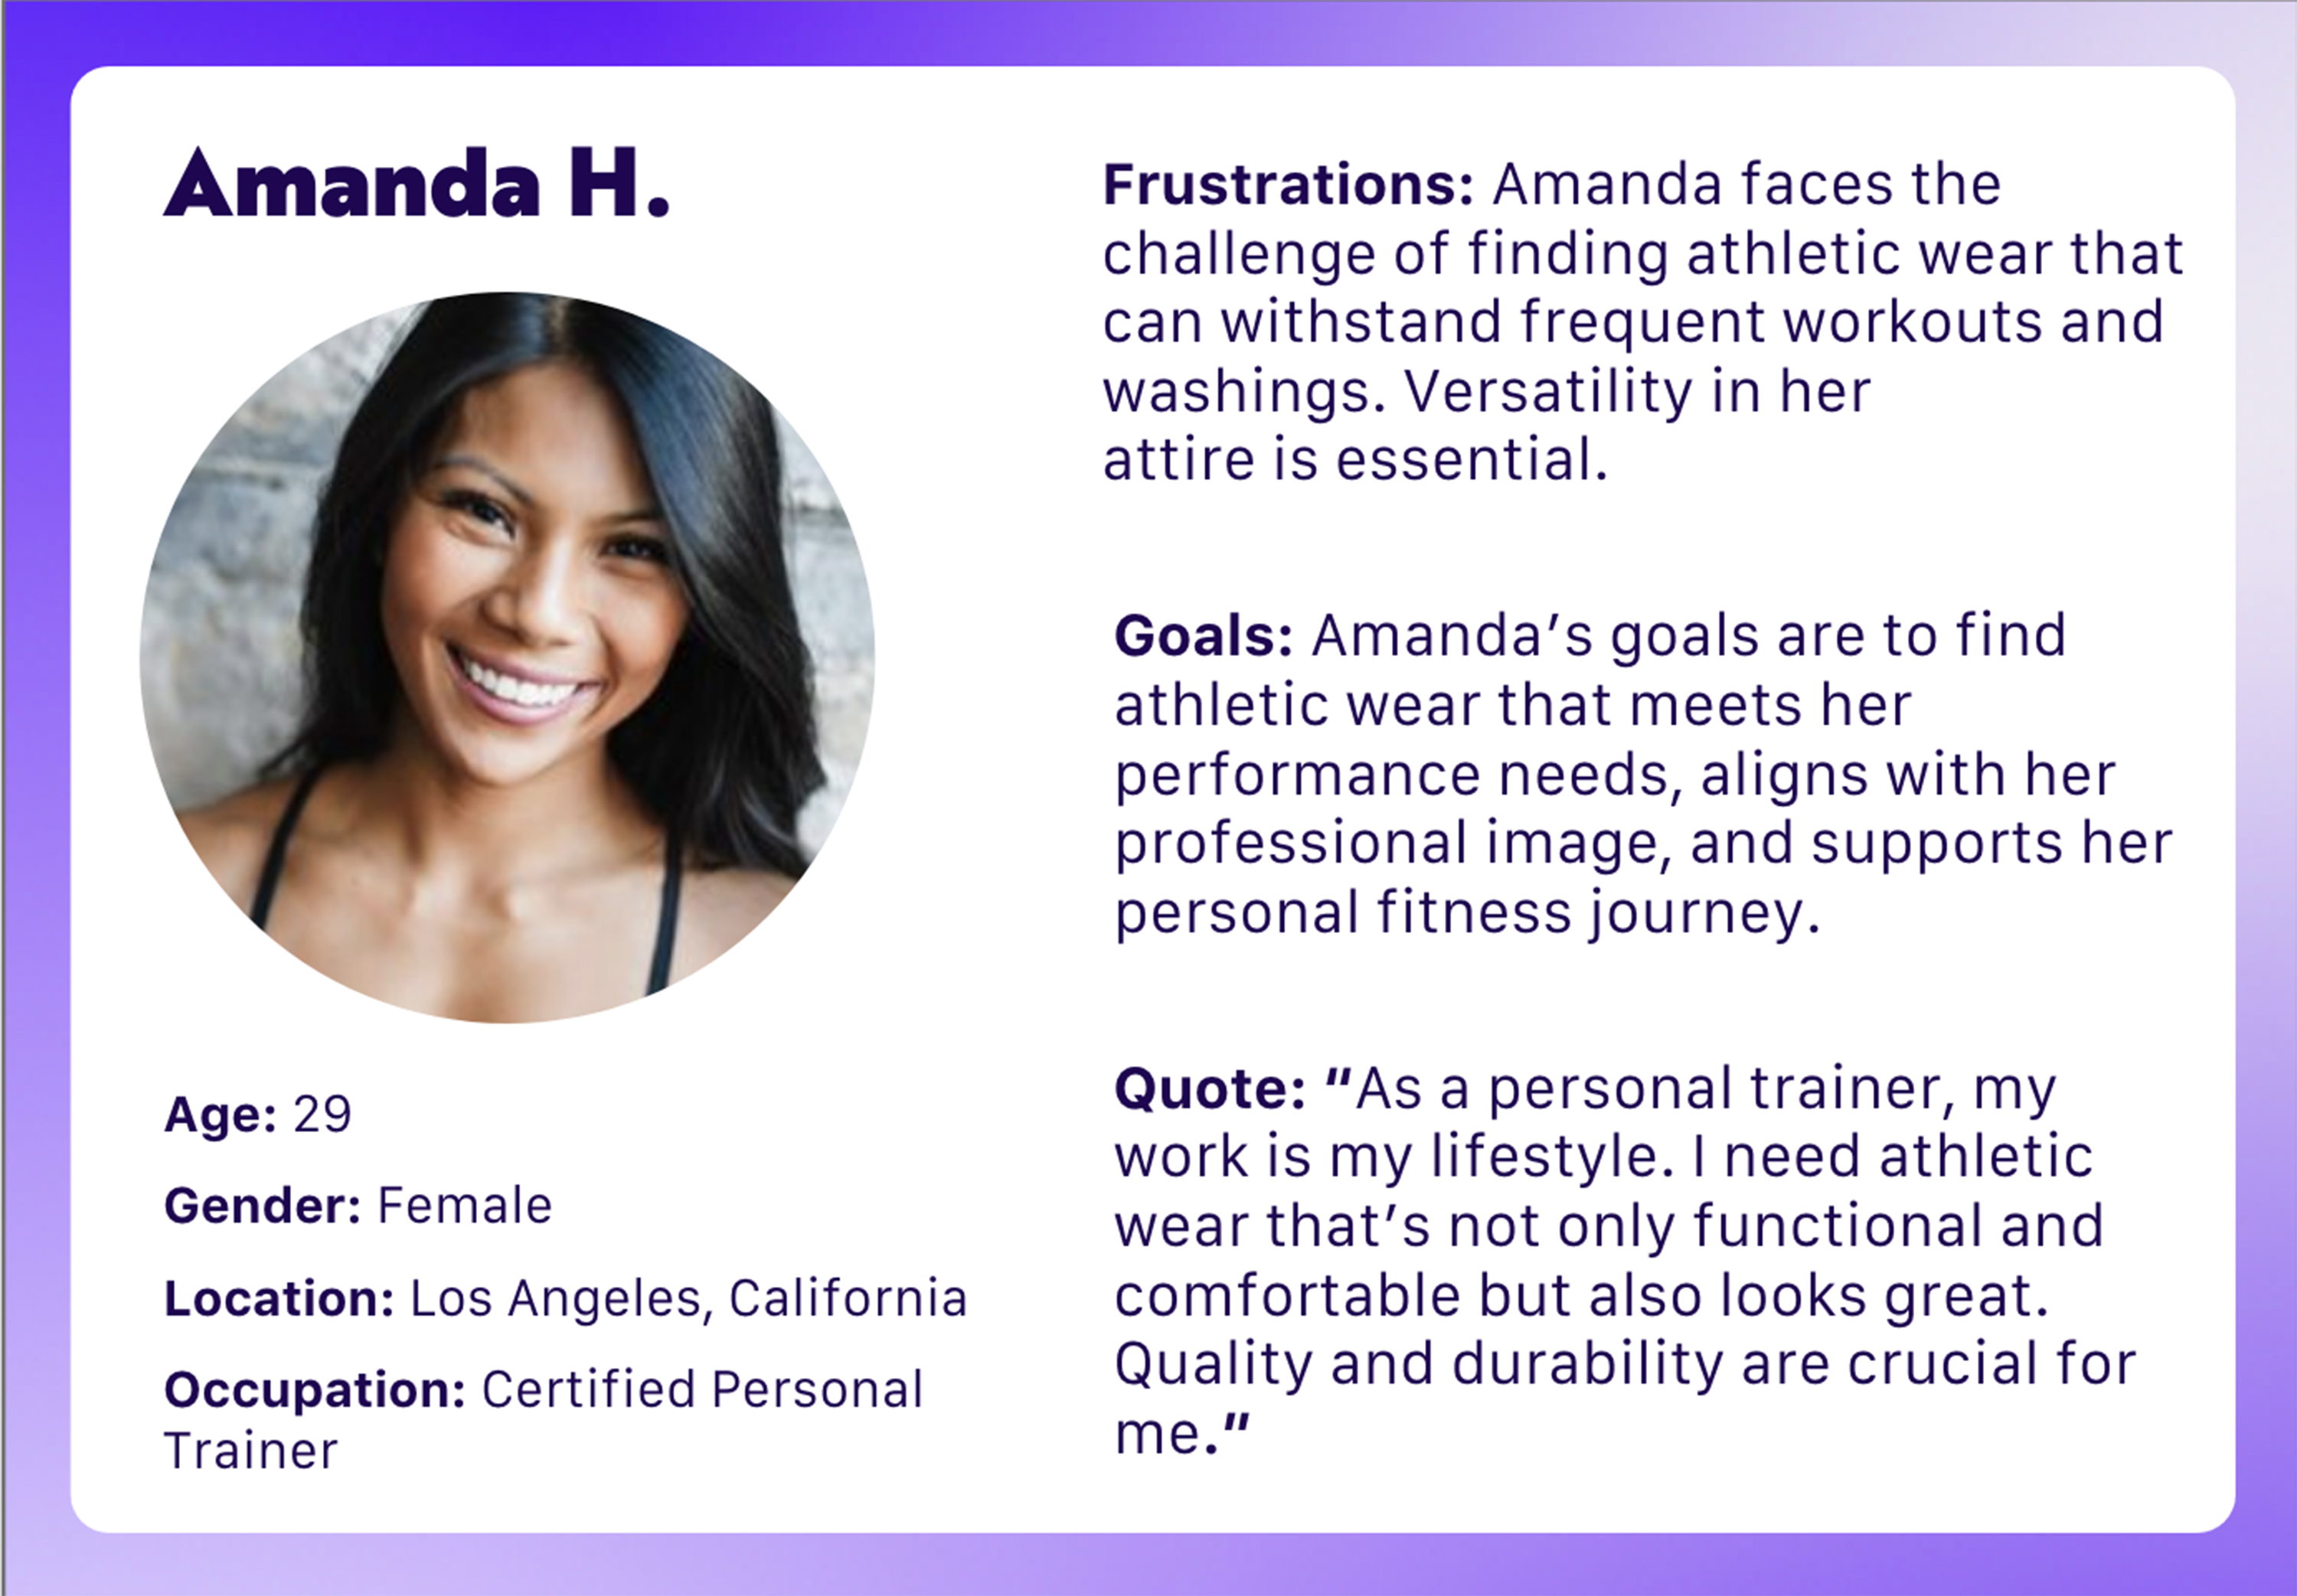 Amanda H.
Age: 29
Gender: Female
Location: Los Angeles, California
Occupation: Certified Personal
Trainer
Frustrations: Amanda faces the
challenge of finding athletic wear that
can withstand frequent workouts and
washings. Versatility in her
attire is essential.
Goals: Amanda’s goals are to find
athletic wear that meets her
performance needs, aligns with her
professional image, and supports her
personal fitness journey.
Quote: "As a personal trainer, my
work is my lifestyle. I need athletic
wear that’s not only functional and
comfortable but also looks great.
Quality and durability are crucial for
me."